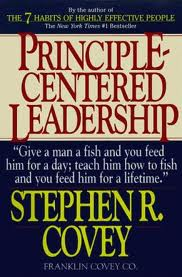 By the author of
THE 7 HABITS OF HIGHLY EFFECTIVE PEOPLE
The New York Times #1 Bestseller
PRINCIPLE-
CENTERED
LEADERSHIP
"Give a man a fish and you feed
him for a day; teach him how to fish
and you feed him for a lifetime."
STEPHEN R.
COVEY
FRANKLIN COVEY CO.